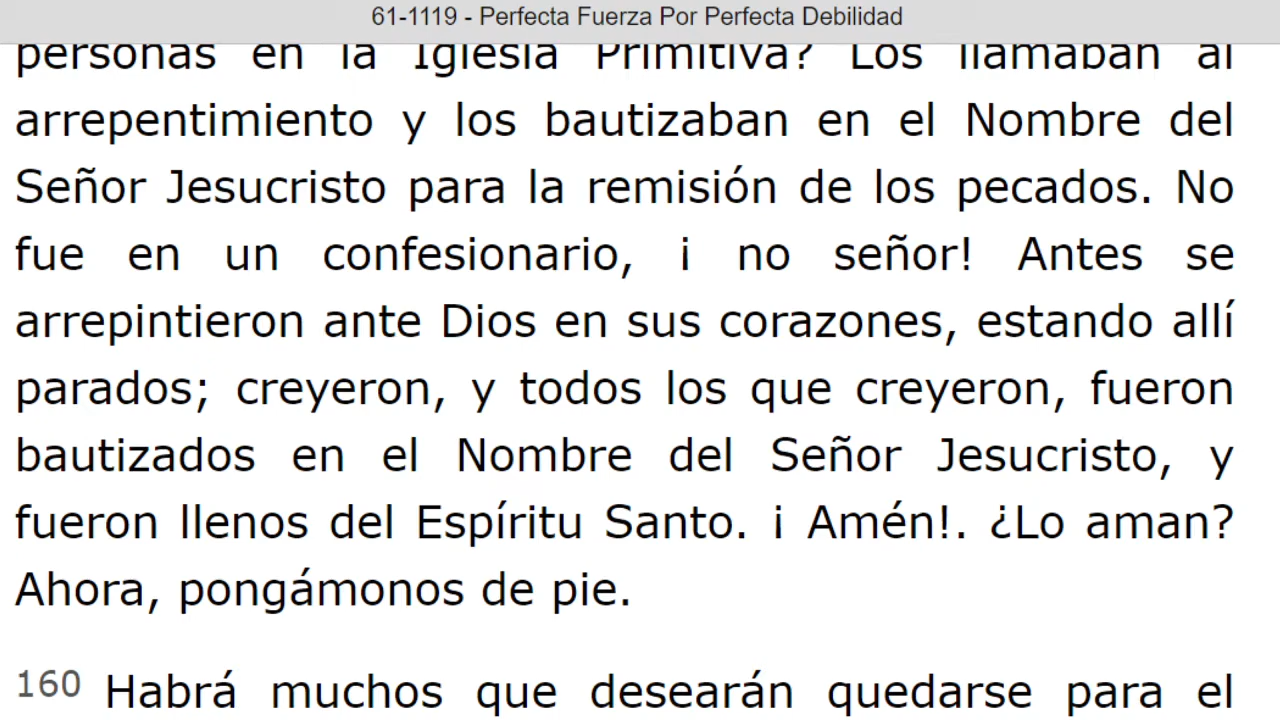 61-1119 - Perfecta Fuerza Por Perfecta Debilidad
personas en la Iglesia Primitiva? Los llamaban al
arrepentimiento y los bautizaban en el Nombre del
Señor Jesucristo para la remisión de los pecados. No
fue en un confesionario, ¡ no señor! Antes se
arrepintieron ante Dios en sus corazones, estando allí
parados; creyeron, y todos los que creyeron, fueron
bautizados en el Nombre del Señor Jesucristo, y
fueron llenos del Espíritu Santo. ¡ Amén!. ¿Lo aman?
Ahora, pongámonos de pie.
160 Habrá muchos que desearán quedarse para el